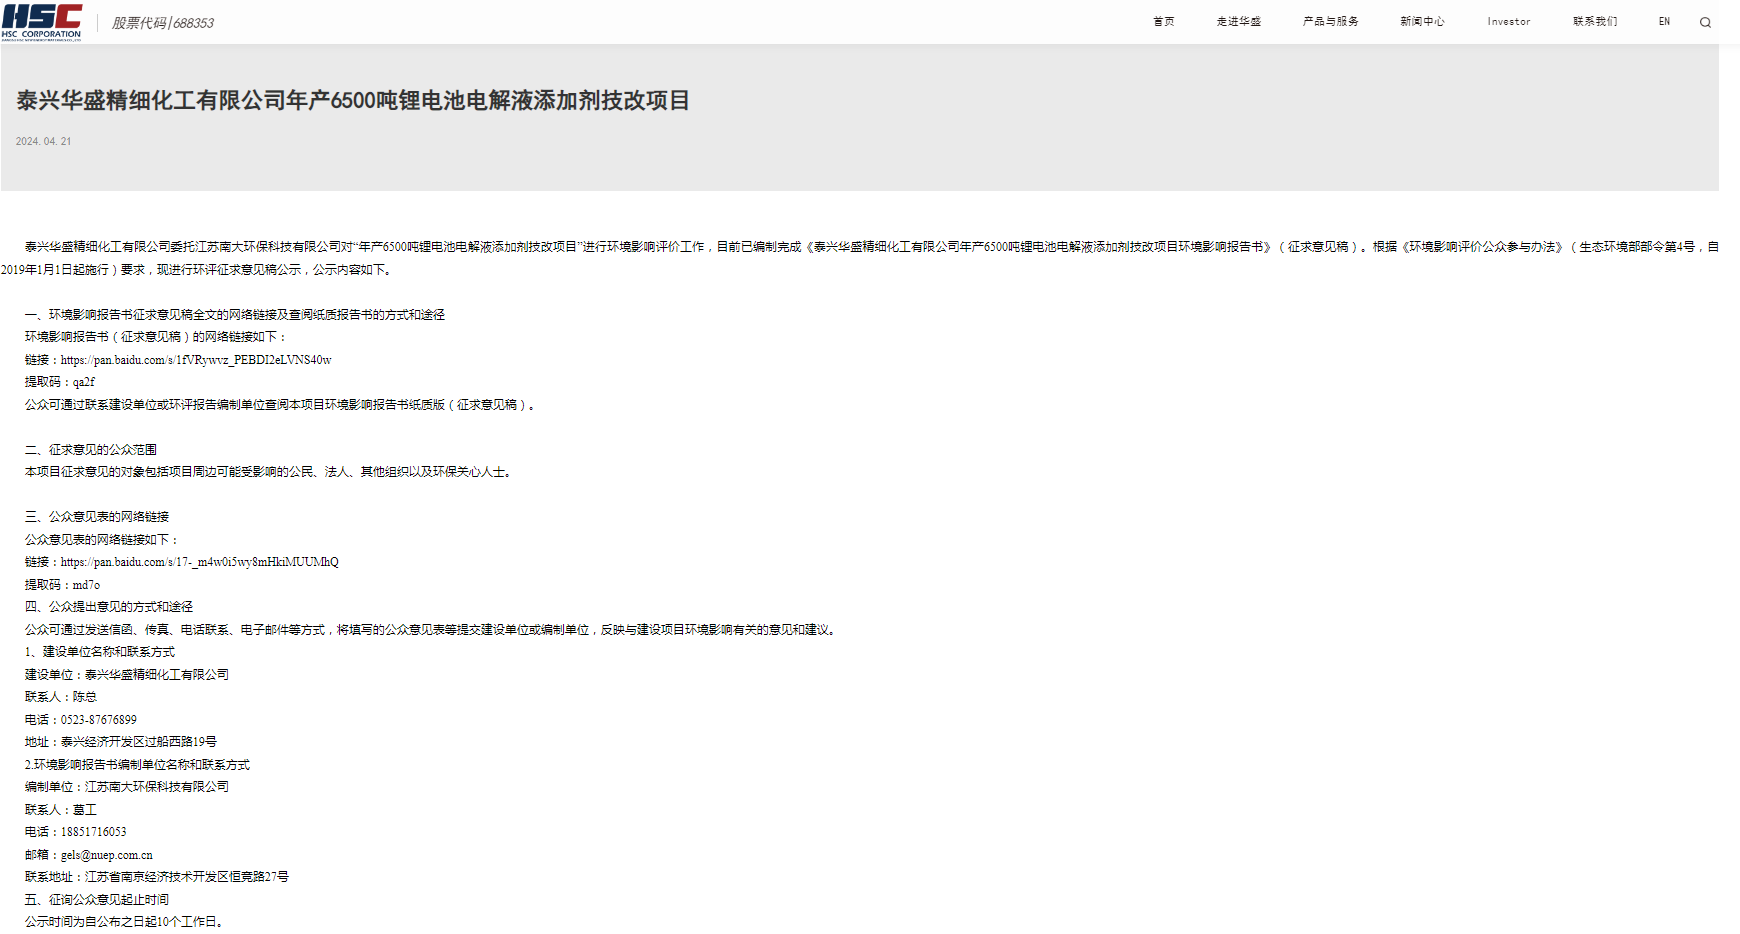 HSC
HSC CORPORATION
股票代码|688353
首页
走进华盛
产品与服务
新闻中心
Investor
联系我们
EN
泰兴华盛精细化工有限公司年产6500吨锂电池电解液添加剂技改项目
2024. 04. 21
泰兴华盛精细化工有限公司委托江苏南大环保科技有限公司对“年产6500吨锂电池电解液添加剂技改项目”进行环境影响评价工作，目前已编制完成《泰兴华盛精细化工有限公司年产6500吨锂电池电解液添加剂技改项目环境影响报告书》（征求意见稿）。根据《环境影响评价公众参与办法》（生态环境部部令第4号，自
2019年1月1日起施行）要求，现进行环评征求意见稿公示，公示内容如下。
一、环境影响报告书征求意见稿全文的网络链接及查阅纸质报告书的方式和途径
环境影响报告书（征求意见稿）的网络链接如下：
链接：https://pan.baidu.com/s/1fVRywvz_PEBDI2eLVNS40w
提取码：qa2f
公众可通过联系建设单位或环评报告编制单位查阅本项目环境影响报告书纸质版（征求意见稿）。
二、征求意见的公众范围
本项目征求意见的对象包括项目周边可能受影响的公民、法人、其他组织以及环保关心人士。
三、公众意见表的网络链接
公众意见表的网络链接如下：
链接：https://pan.baidu.com/s/17-_m4w0i5wy8mHkiMUUMhQ
提取码：md7o
四、公众提出意见的方式和途径
公众可通过发送信函、传真、电话联系、电子邮件等方式，将填写的公众意见表等提交建设单位或编制单位，反映与建设项目环境影响有关的意见和建议。
1、建设单位名称和联系方式
建设单位：泰兴华盛精细化工有限公司
联系人：陈总
电话：0523-87676899
地址：泰兴经济开发区过船西路19号
2.环境影响报告书编制单位名称和联系方式
编制单位：江苏南大环保科技有限公司
联系人：葛工
电话：18851716053
邮箱：gels@nuep.com.cn
联系地址：江苏省南京经济技术开发区恒竞路27号
五、征询公众意见起止时间
公示时间为自公布之日起10个工作日。